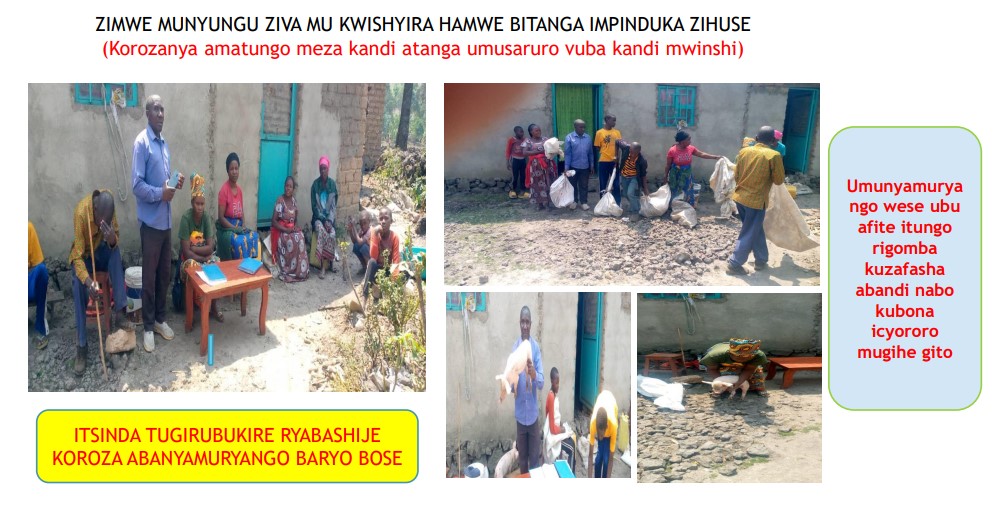 ZIMWE MUNYUNGU ZIVA MU KWISHYIRA HAMWE BITANGA IMPINDUKA ZIHUSE
(Korozanya amatungo meza kandi atanga umusaruro vuba kandi mwinshi)
Umunyamurya
ngo wese ubu
afite itungo
rigomba
kuzafasha
abandi nabo
kubona
icyororo
mugihe gito
ITSINDA TUGIRUBUKIRE RYABASHIJE
KOROZA ABANYAMURYANGO BARYO BOSE